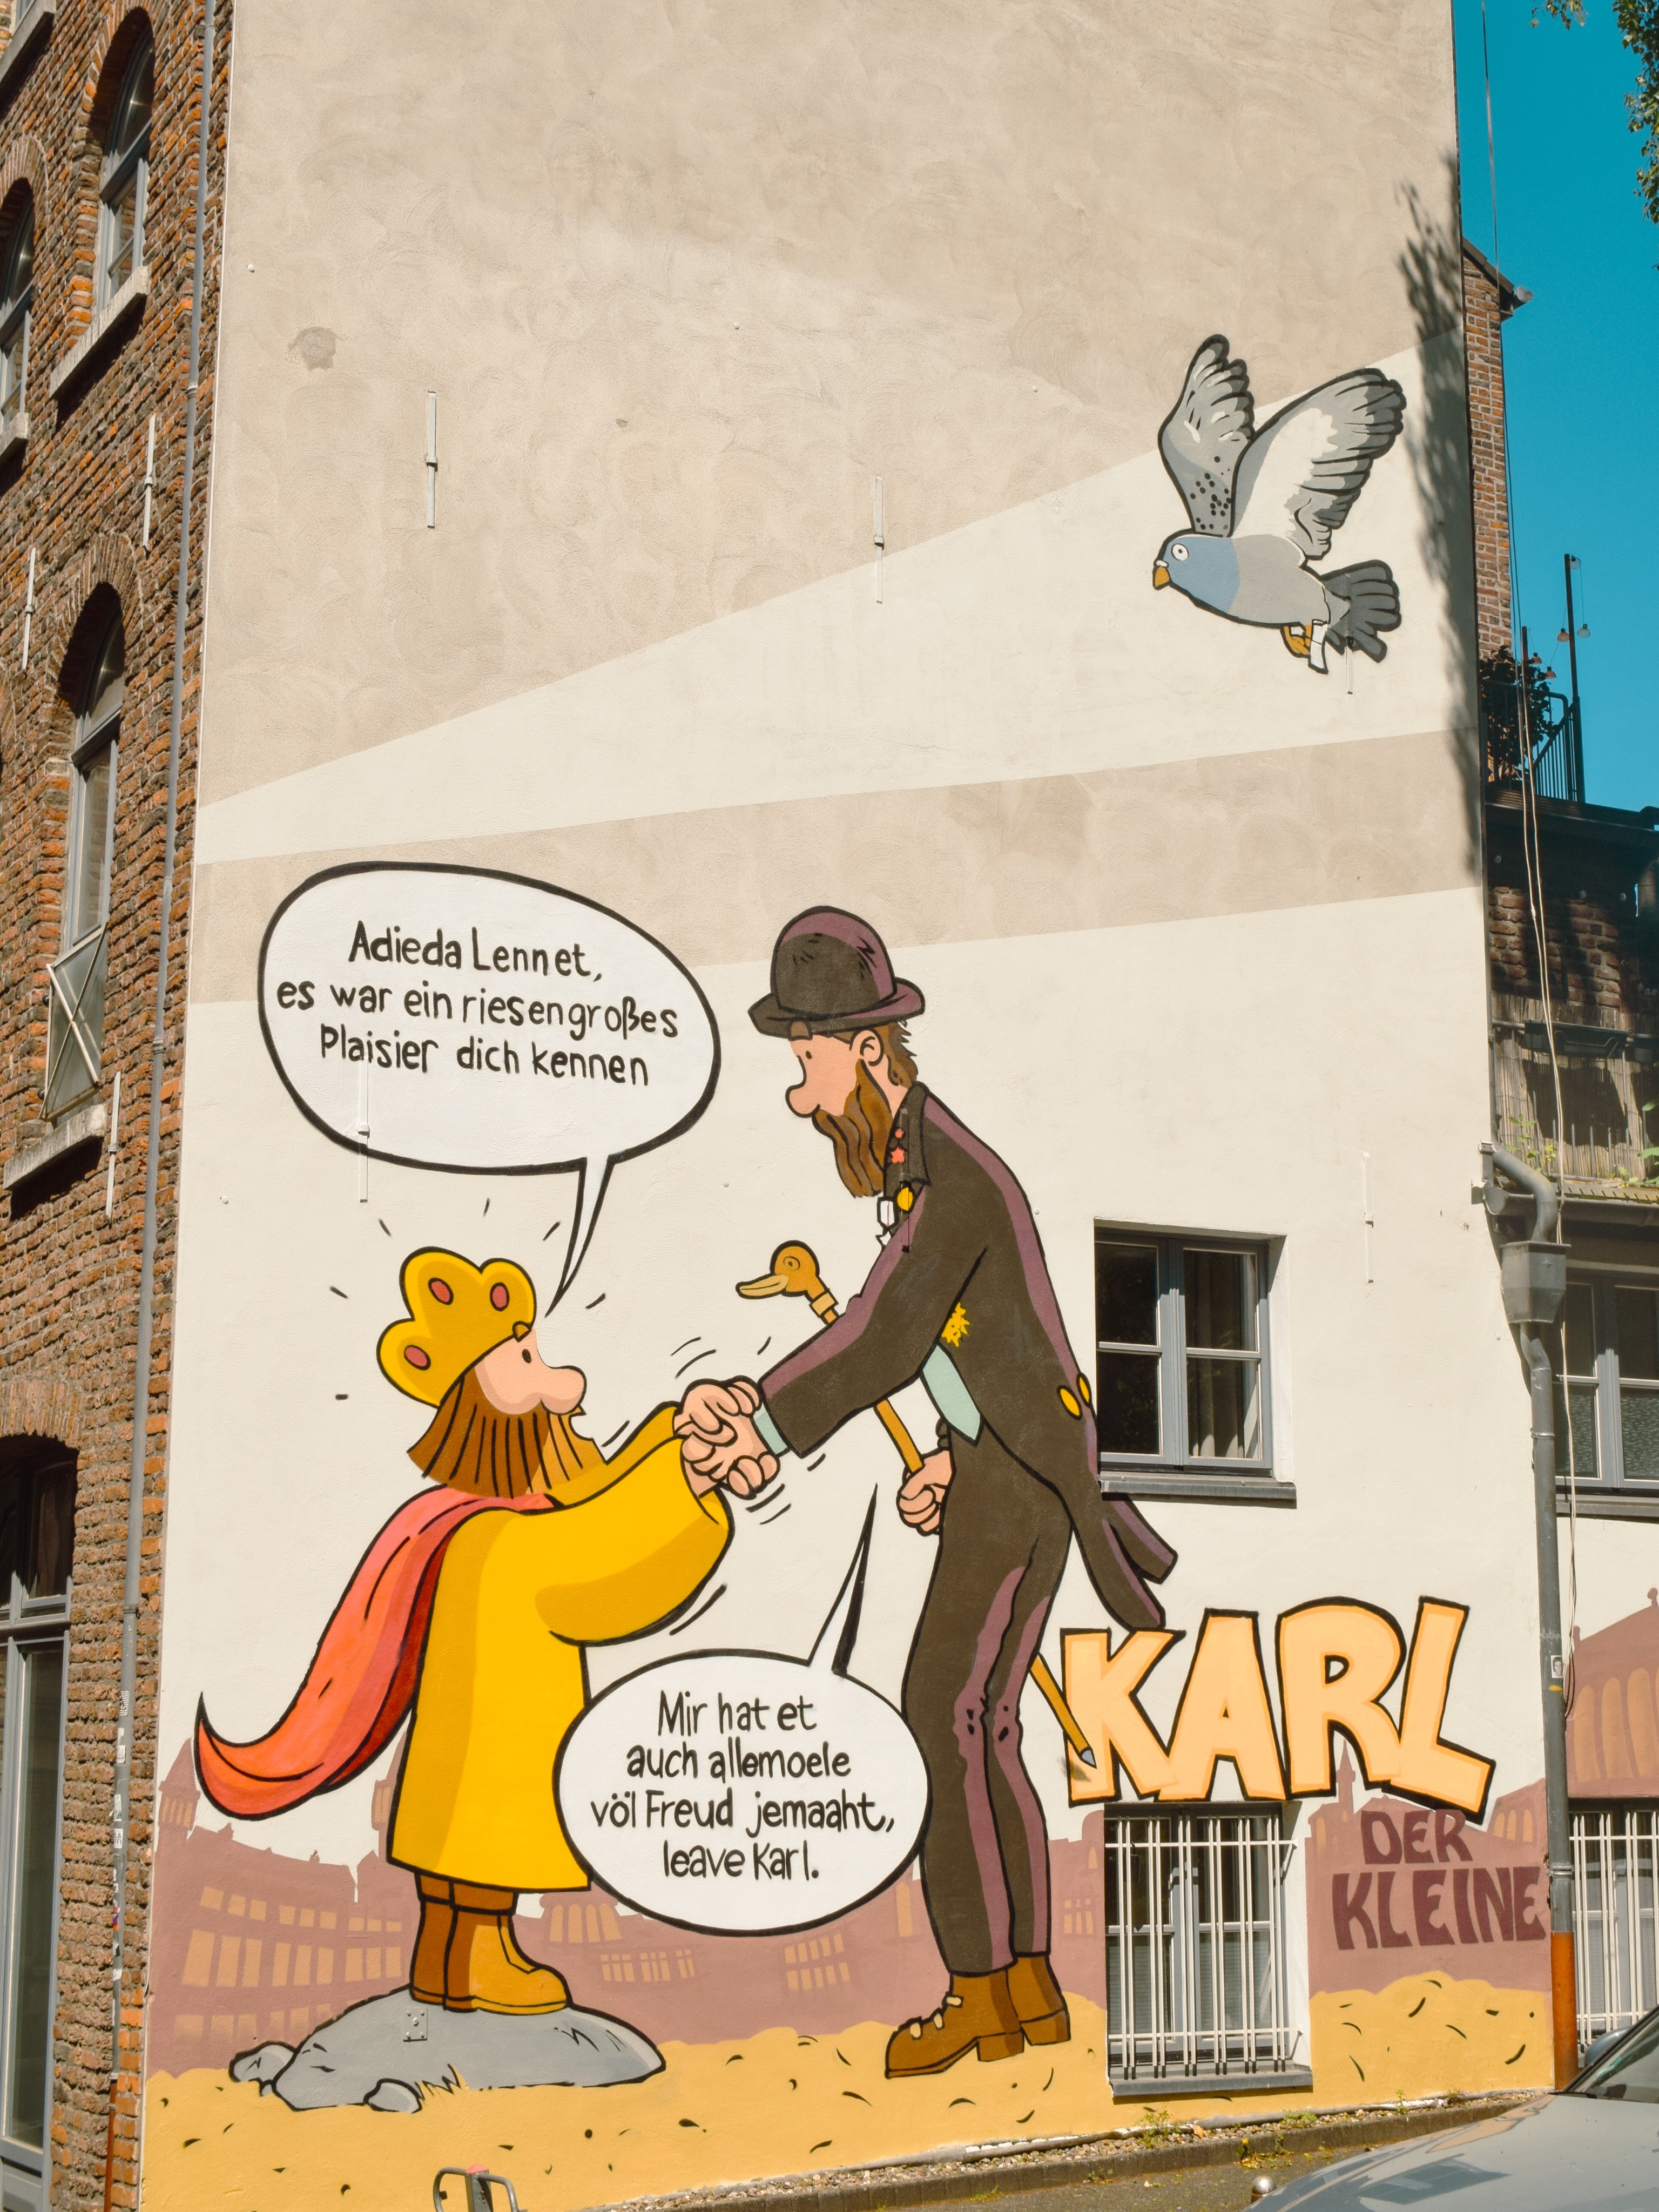 Adieda Lennet,
es war ein riesengroßes
Plaisier dich kennen
Mir hat et
auch allemoele
völ Freud jemaaht,
leave Karl.
KARL
DER
KLEINE